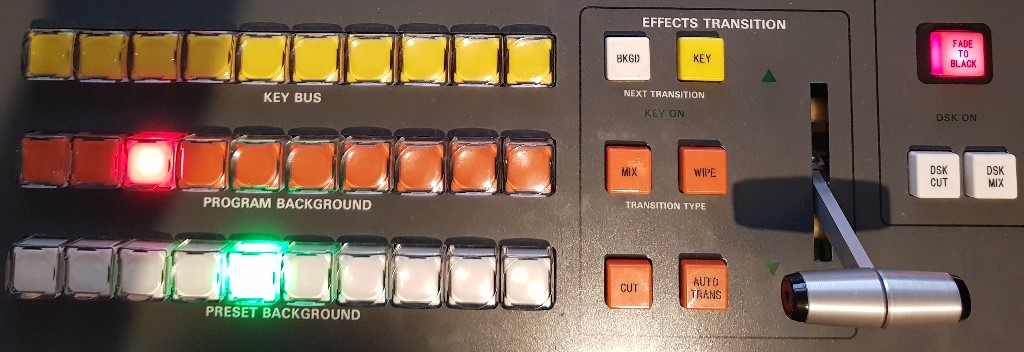 EFFECTS TRANSITION
FADE
TO
BLACK
BKGD
KEY
KEY BUS
NEXT TRANSITION
KEY ON
DSK ON
MIX
WIPE
DSK
CUT
DSK
MIX
PROGRAM BACKGROUND
TRANSITION TYPE
CUT
AUTO
TRANS
PRESET BACKGROUND